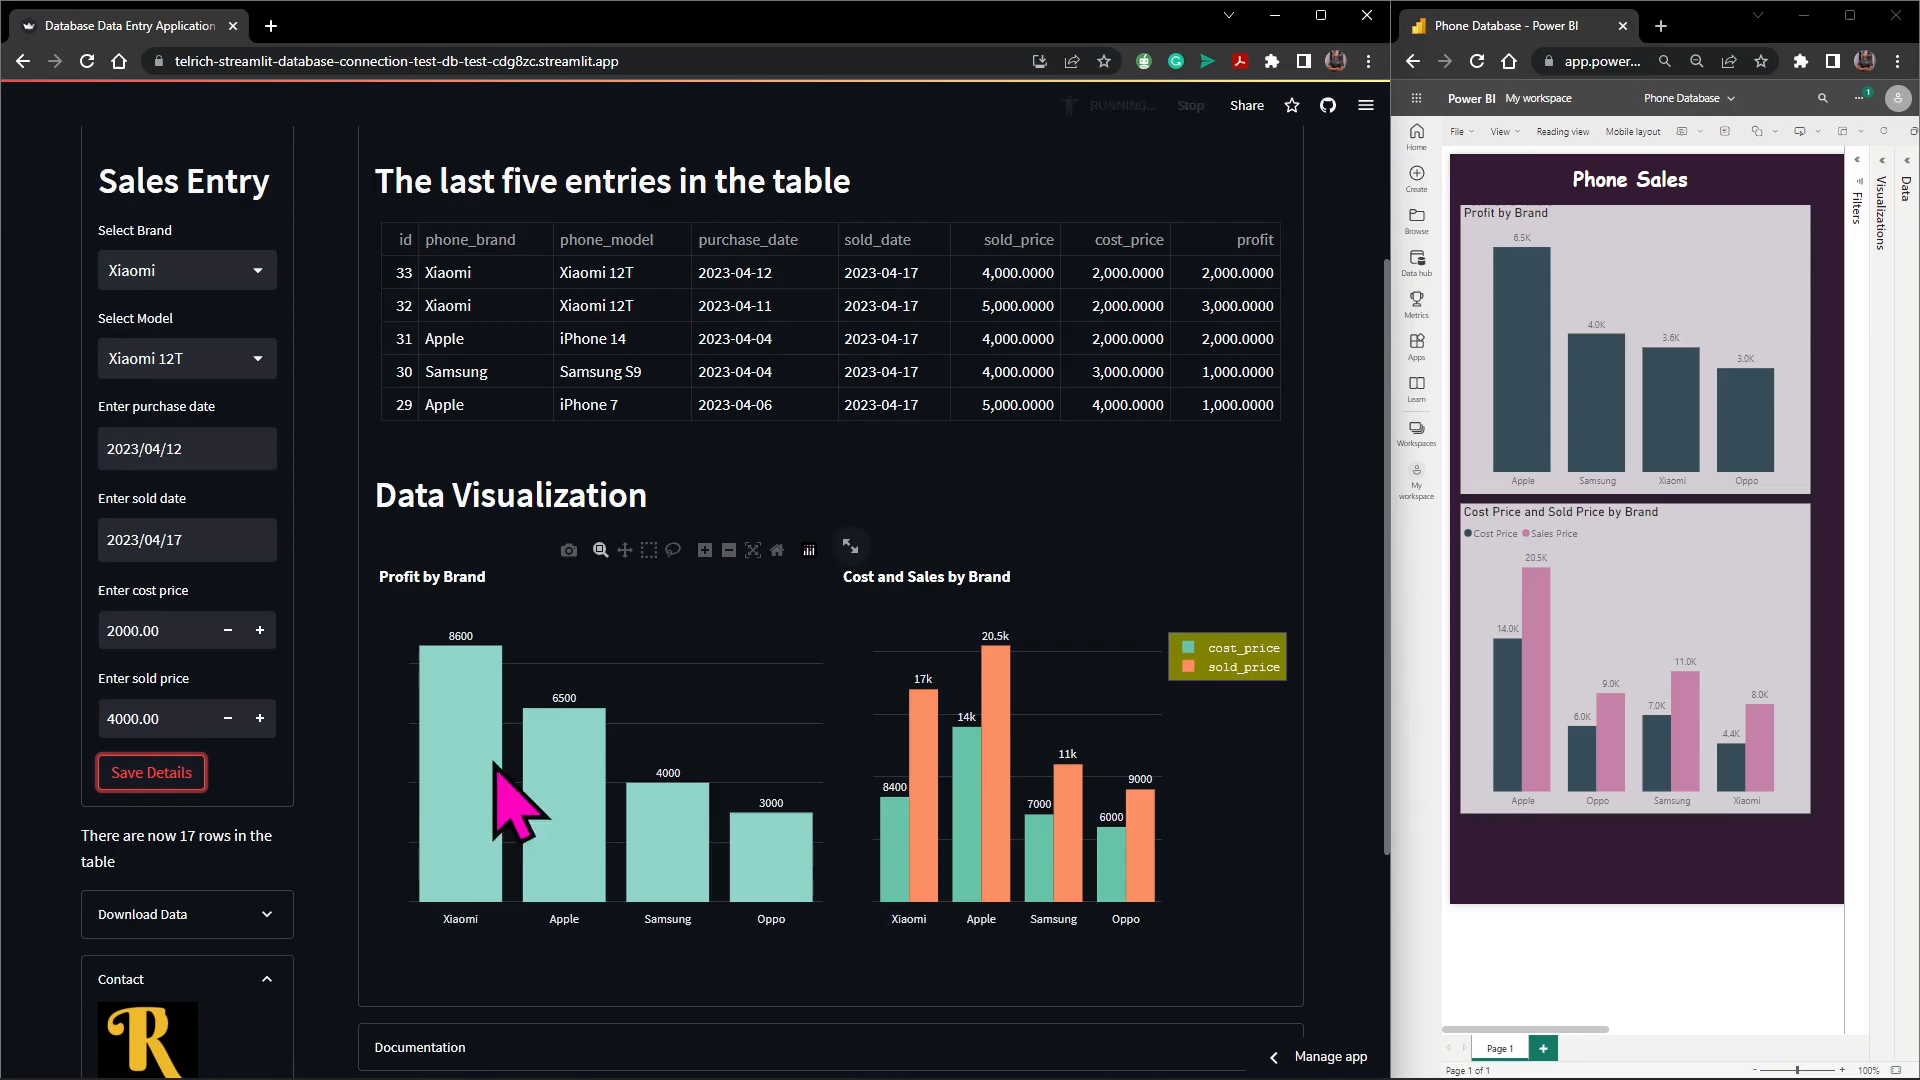 Database Data Entry Application
telrich-streamlit-database-connection-test-db-test-cdg8zc.streamlit.app
RUNNING...
Stop
Share
Sales Entry
Select Brand
Xiaomi
Select Model
Xiaomi 12T
Enter purchase date
2023/04/12
Enter sold date
2023/04/17
Enter cost price
2000.00
Enter sold price
4000.00
Save Details
There are now 17 rows in the
table
Download Data
Contact
R
The last five entries in the table
id phone_brand phone_model purchase_date sold_date sold_price cost_price profit
33 Xiaomi Xiaomi 12T 2023-04-12 2023-04-17 4,000.0000 2,000.0000 2,000.0000
32 Xiaomi Xiaomi 12T 2023-04-11 2023-04-17 5,000.0000 2,000.0000 3,000.0000
31 Apple iPhone 14 2023-04-04 2023-04-17 4,000.0000 2,000.0000 2,000.0000
30 Samsung Samsung S9 2023-04-04 2023-04-17 4,000.0000 3,000.0000 1,000.0000
29 Apple iPhone 7 2023-04-06 2023-04-17 5,000.0000 4,000.0000 1,000.0000
Data Visualization
Profit by Brand
8600
6500
4000
3000
Xiaomi Apple Samsung Oppo
Cost and Sales by Brand
cost_price
sold_price
20.5k
17k
14k
11k
8400
9000
7000
6000
Xiaomi Apple Samsung Oppo
Documentation
Manage app
Phone Database - Power BI
app.power...
Power BI My workspace Phone Database
1
File View Reading view Mobile layout
Home
Create
Browse
Data hub
Metrics
Apps
Learn
Workspaces
My
workspace
Phone Sales
Profit by Brand
6.5K
4.0K
3.6K
3.0K
Apple Samsung Xiaomi Oppo
Cost Price and Sold Price by Brand
Cost Price Sales Price
20.5K
14.0K
11.0K
9.0K
8.0K
7.0K
6.0K
4.4K
Apple Oppo Samsung Xiaomi
Filters
Visualizations
Data
Page 1
Page 1 of 1
100%